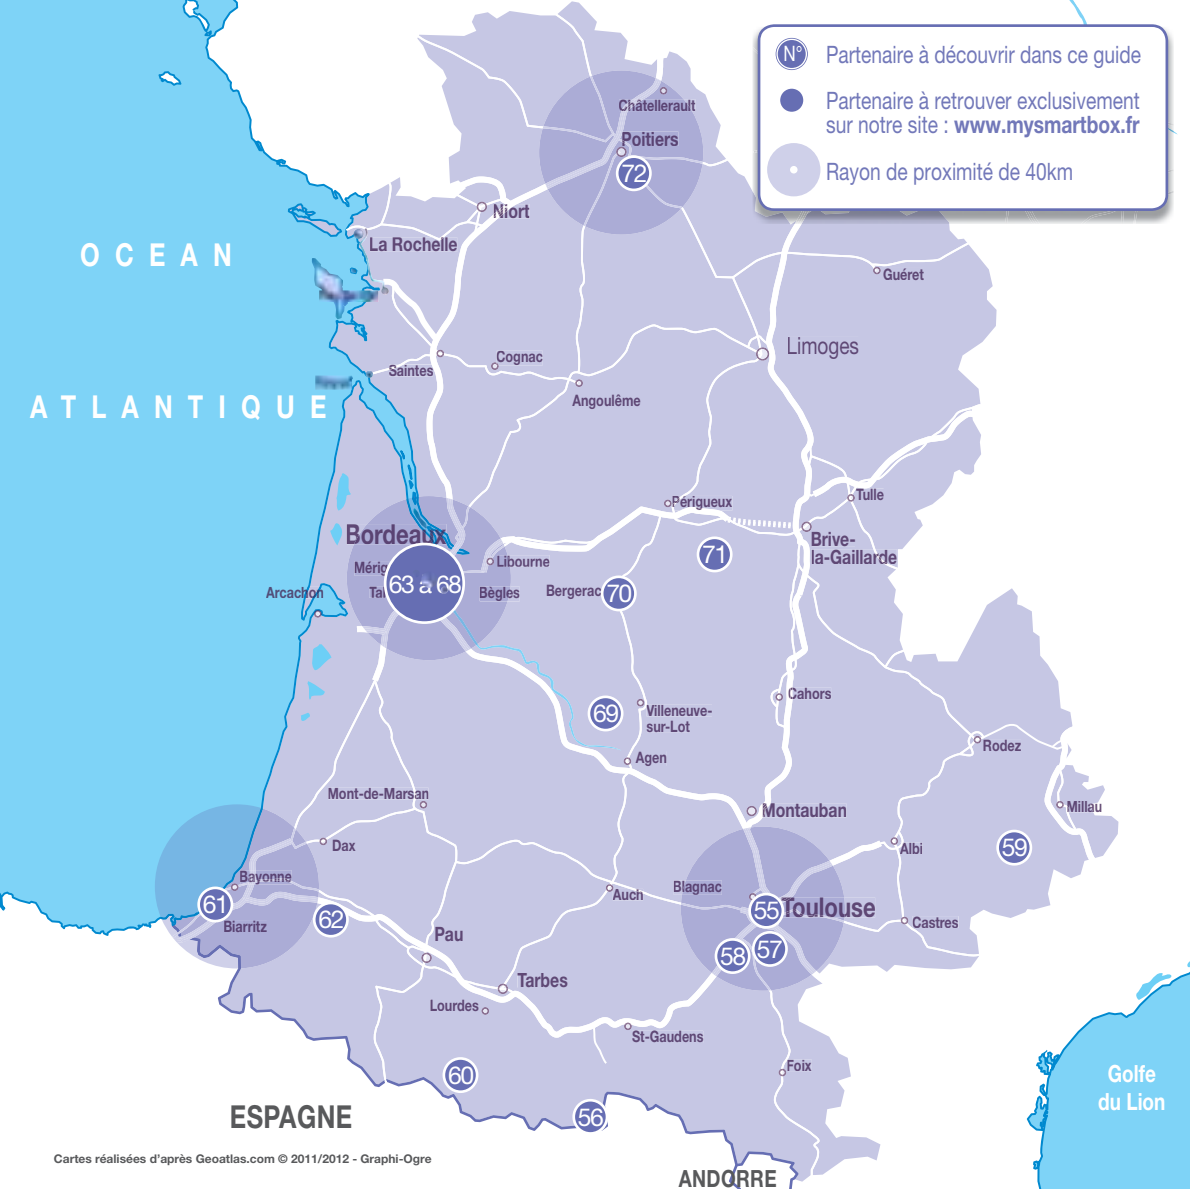 N° Partenaire à découvrir dans ce guide
Partenaire à retrouver exclusivement
sur notre site : www.mysmartbox.fr
Rayon de proximité de 40km
Châtellerault
Poitiers
72
Niort
La Rochelle
OCEAN
Guéret
Limoges
Cognac
Saintes
Angoulême
ATLANTIQUE
Périgueux
Tulle
Brive-
la-Gaillarde
Bordeaux
71
Libourne
Mérig
63 à 68
Bègles
Bergerac
70
Arcachon
Cahors
69
Villeneuve-
sur-Lot
Agen
Rodez
Mont-de-Marsan
Montauban
Millau
Dax
Albi
59
Bayonne
Blagnac
Auch
61
62
55
Toulouse
Biarritz
Castres
Pau
58
57
Tarbes
Lourdes
St-Gaudens
Foix
60
56
Golfe
du Lion
ESPAGNE
Cartes réalisées d'après Geoatlas.com © 2011/2012 - Graphi-Ogre
ANDORRE